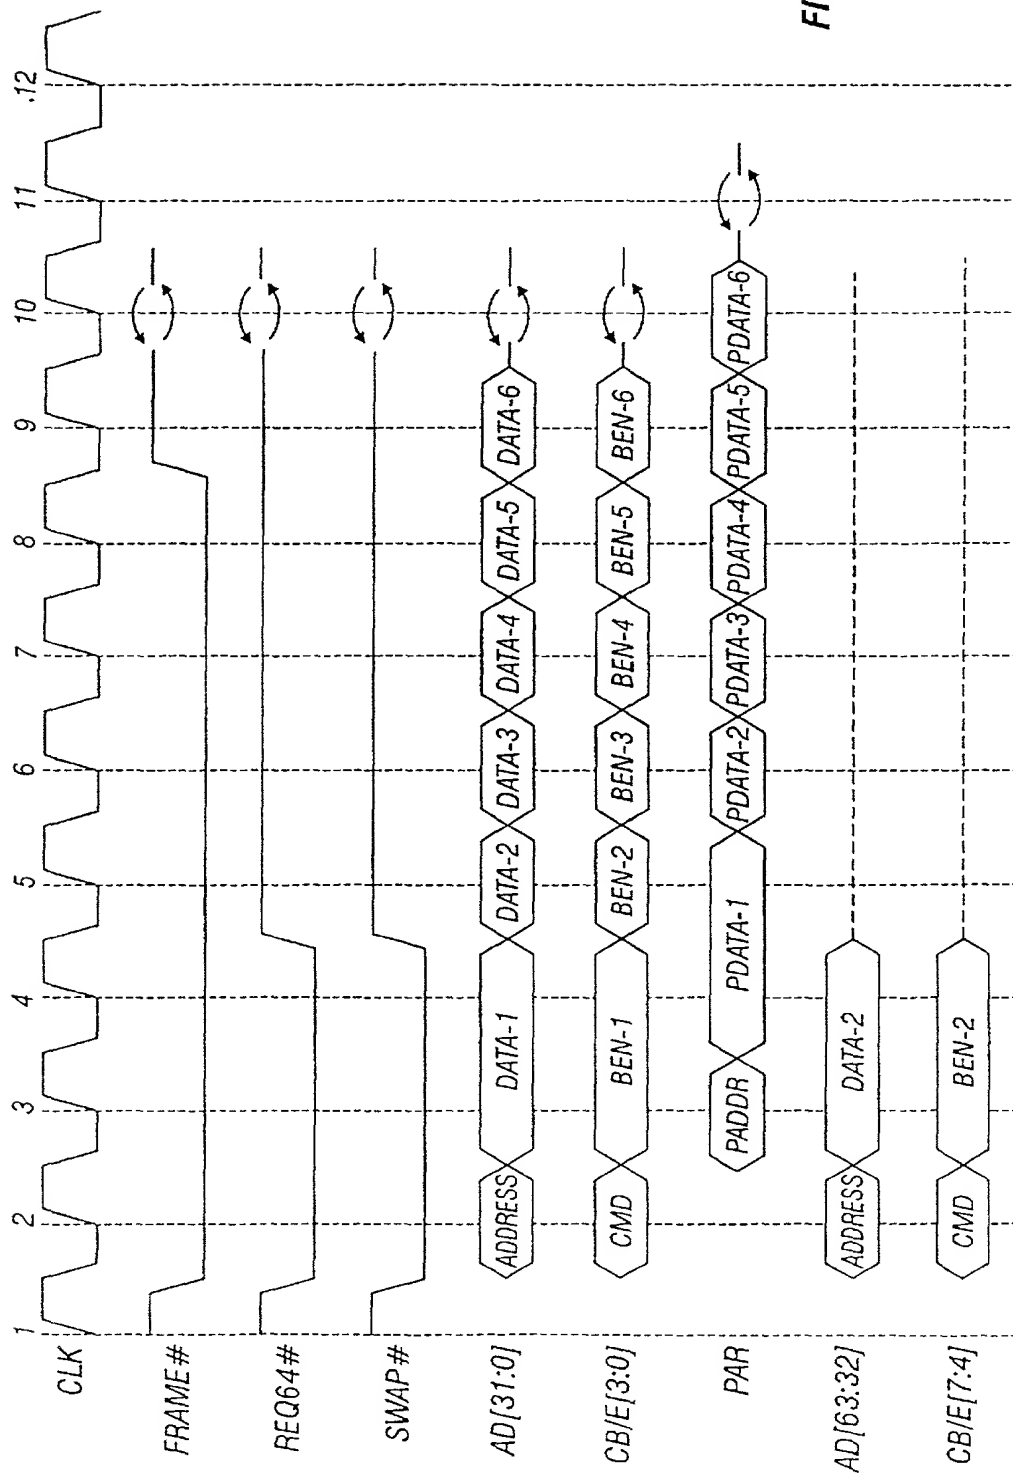 1 2 3 4 5 6 7 8 9 10 11 .12
CLK
FRAME#
REQ64#
SWAP#
AD[31:0] ADDRESS DATA-1 DATA-2 DATA-3 DATA-4 DATA-5 DATA-6
CB/E[3:0] CMD BEN-1 BEN-2 BEN-3 BEN-4 BEN-5 BEN-6
PAR PADDR PDATA-1 PDATA-2 PDATA-3 PDATA-4 PDATA-5 PDATA-6
AD[63:32] ADDRESS DATA-2
CB/E[7:4] CMD BEN-2
FI